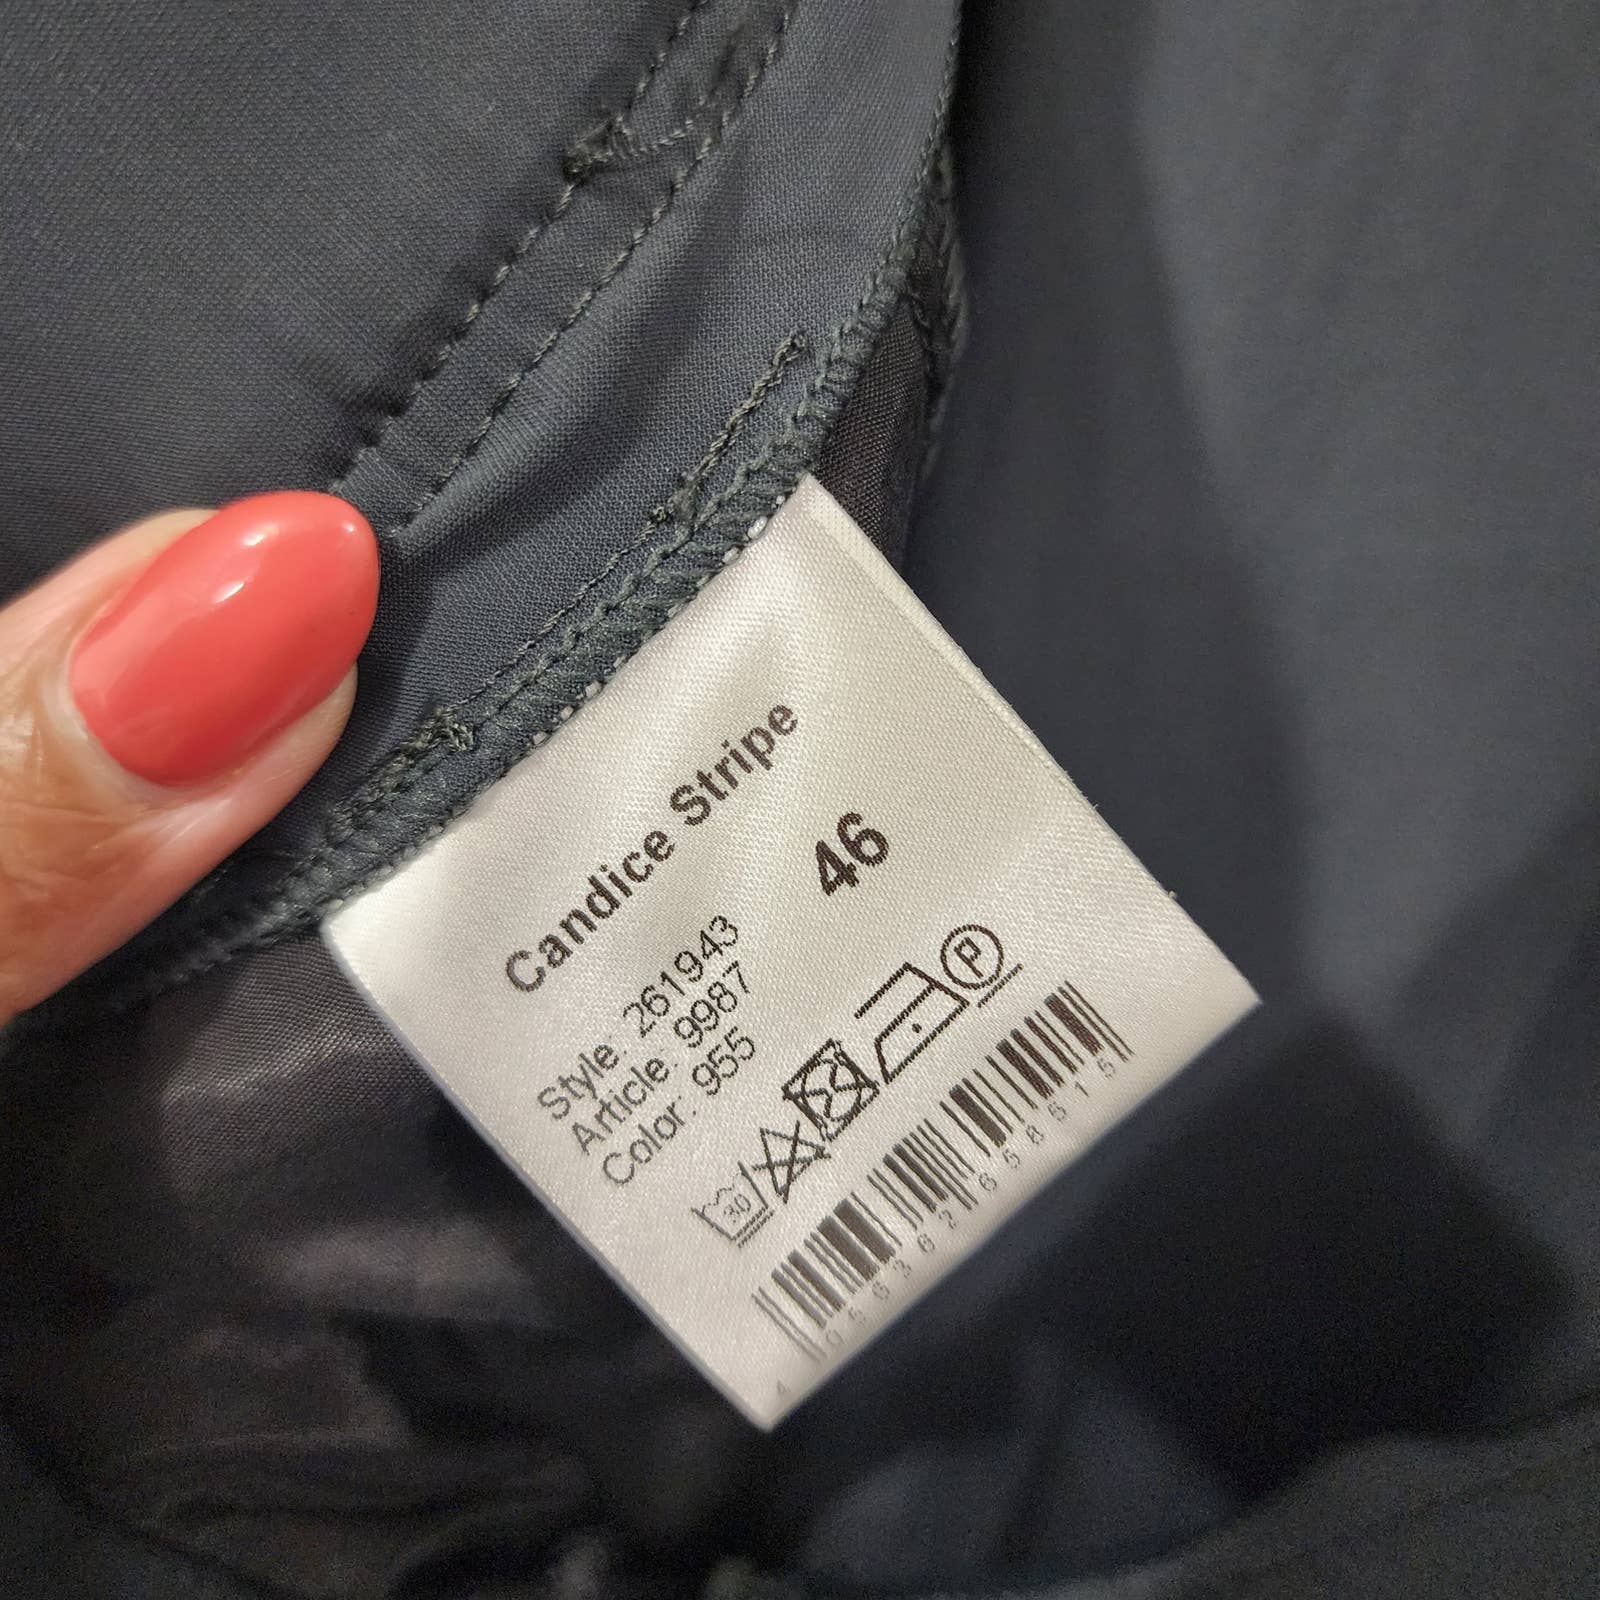 Candice Stripe
46
Style: 261943
Article: 9987
Color: 955
30
P